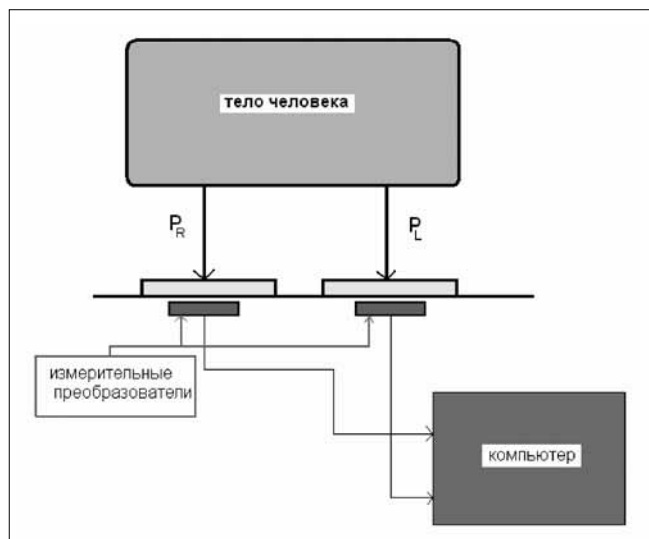 тело человека
P_R
P_L
измерительные
преобразователи
компьютер